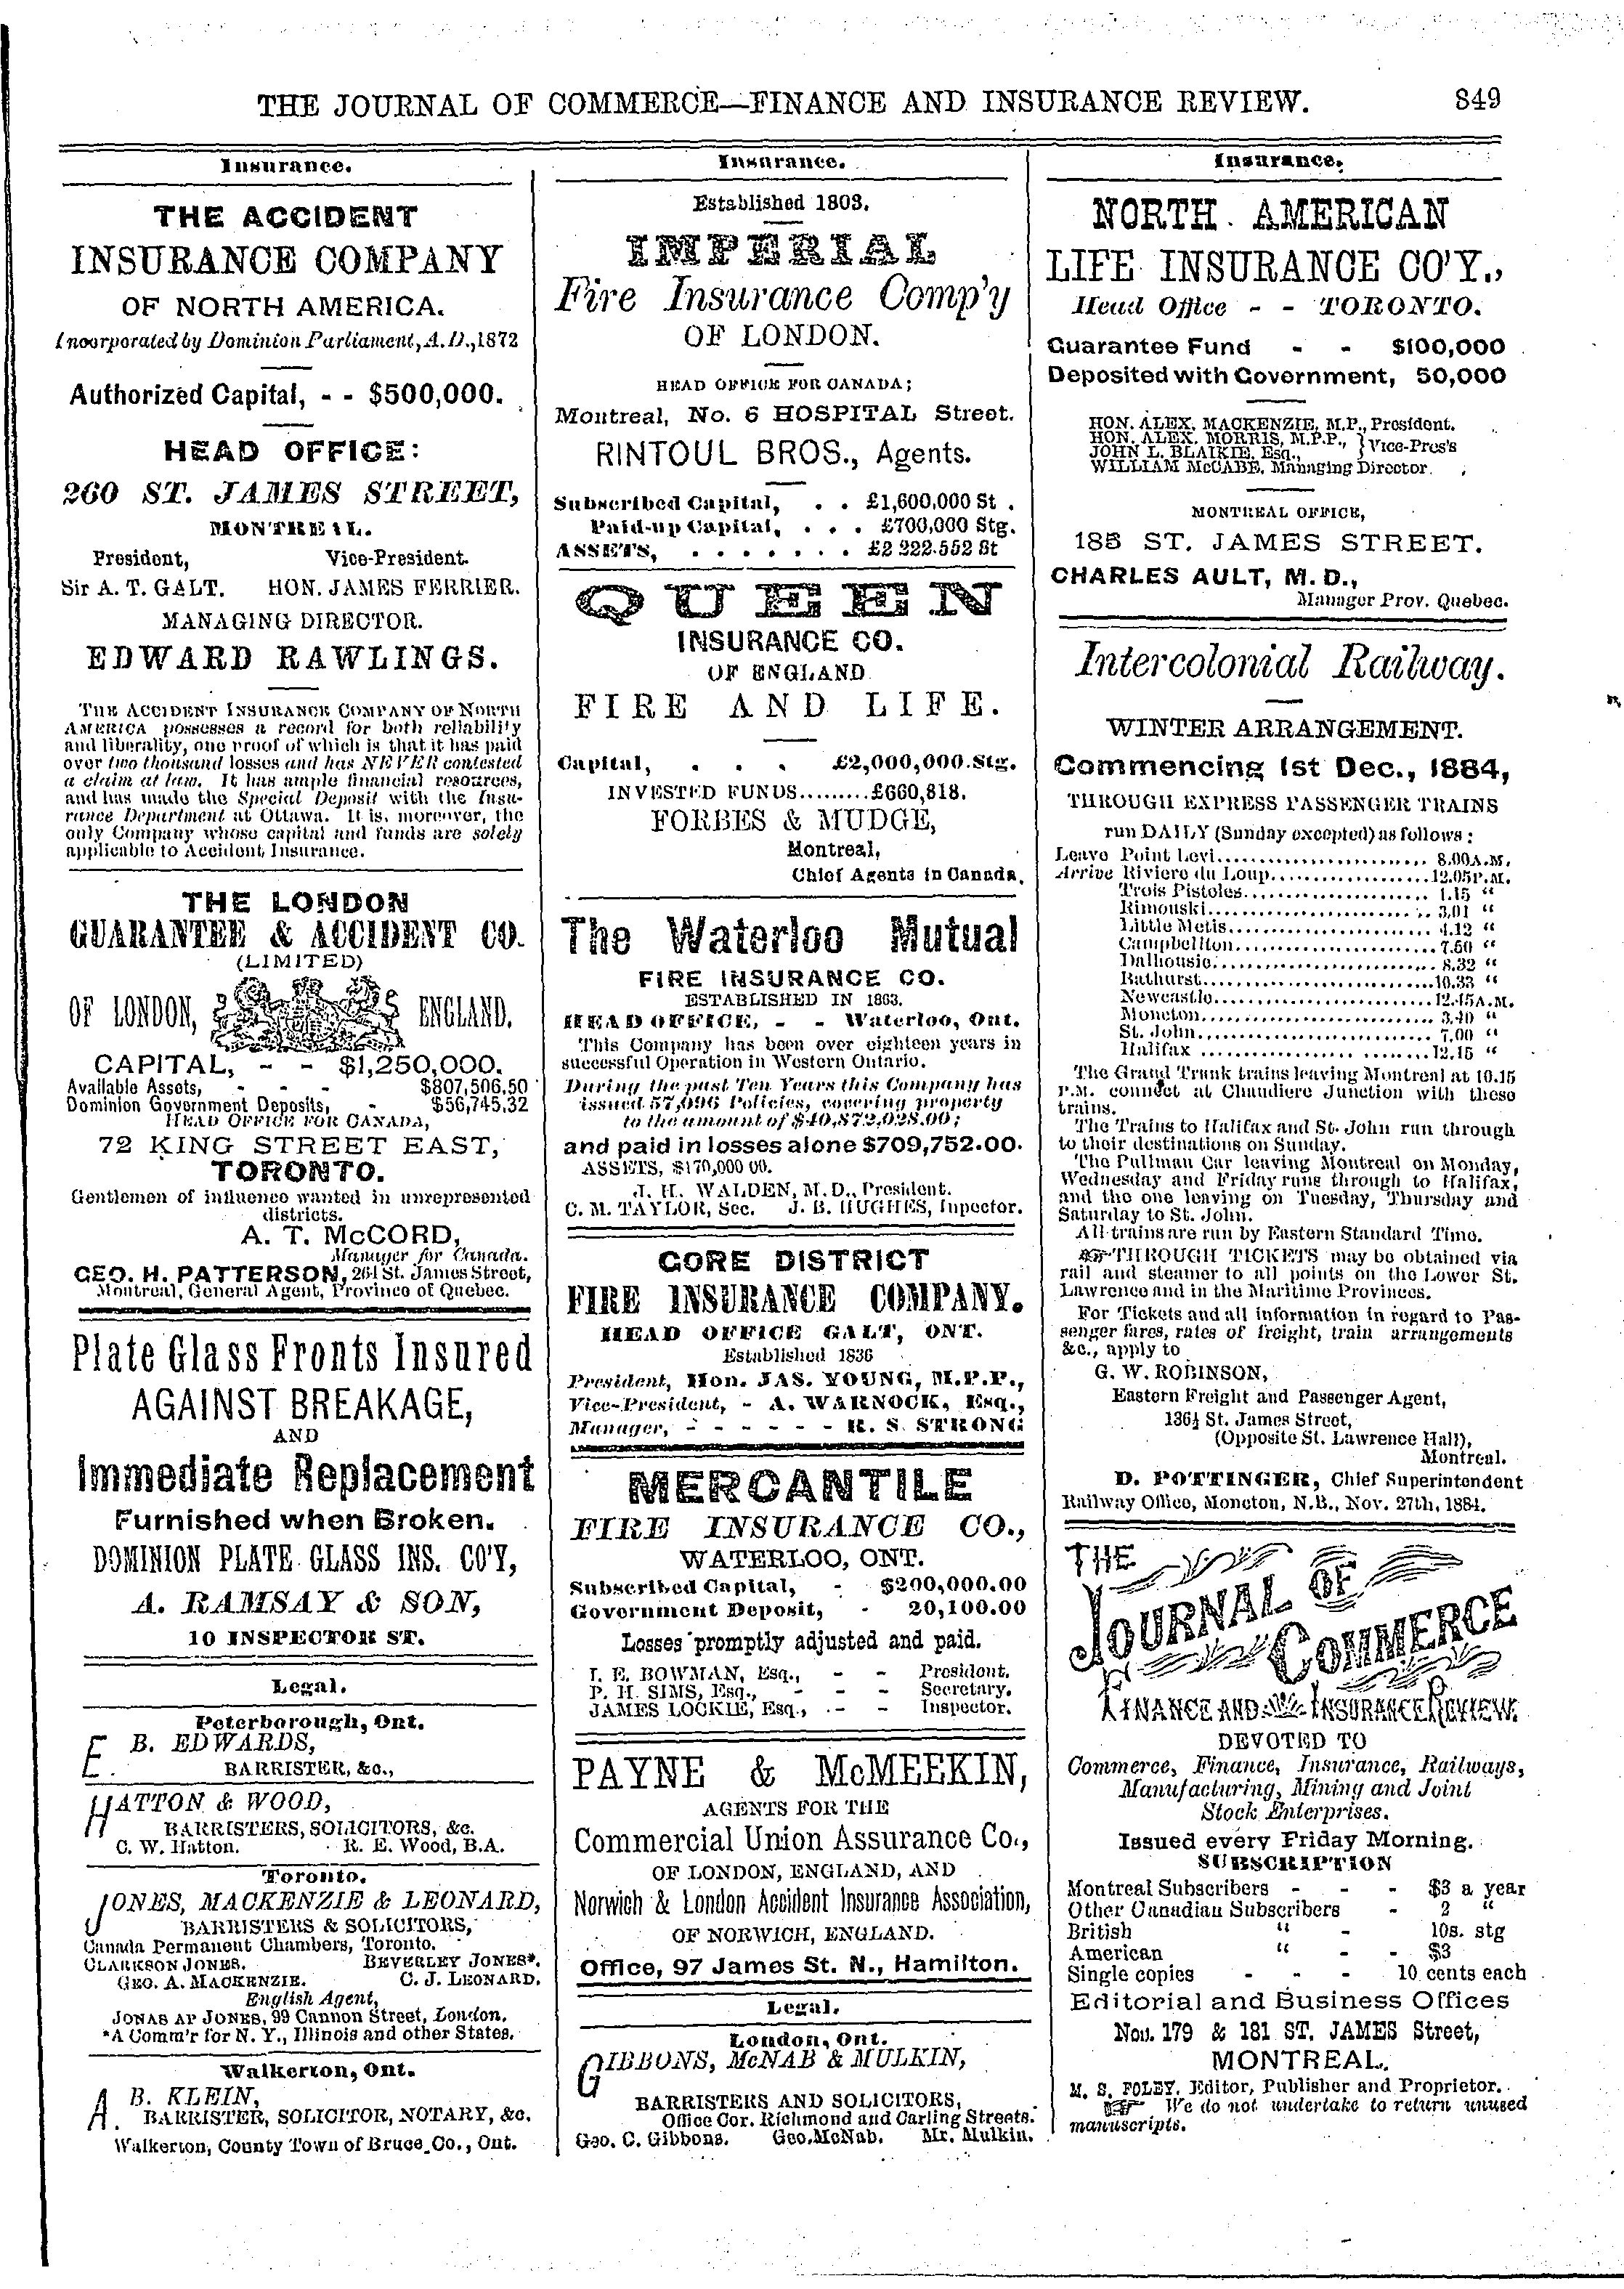 THE JOURNAL OF COMMERCE—FINANCE AND INSURANCE REVIEW. 849
Insurance.
THE ACCIDENT
INSURANCE COMPANY
OF NORTH AMERICA.
Incorporated by Dominion Parliament, A.D., 1872
Authorized Capital, - - $500,000.
HEAD OFFICE:
260 ST. JAMES STREET,
MONTREAL.
President, Vice-President.
Sir A. T. GALT. HON. JAMES FERRIER.
MANAGING DIRECTOR.
EDWARD RAWLINGS.
THE ACCIDENT INSURANCE COMPANY OF NORTH
AMERICA possesses a record for both reliability
and liberality, one proof of which is that it has paid
over two thousand losses and has NEVER contested
a claim at law. It has ample financial resources,
and has made the Special Deposit with the Insu-
rance Department at Ottawa. It is, moreover, the
only Company whose capital and funds are solely
applicable to Accident Insurance.
THE LONDON
GUARANTEE & ACCIDENT CO.
(LIMITED)
OF LONDON, ENGLAND.
CAPITAL, - - $1,250,000.
Available Assets, - - - $807,506.50
Dominion Government Deposits, - $56,745.32
HEAD OFFICE FOR CANADA,
72 KING STREET EAST,
TORONTO.
Gentlemen of influence wanted in unrepresented
districts.
A. T. McCORD,
Manager for Canada.
GEO. H. PATTERSON, 264 St. James Street,
Montreal, General Agent, Province of Quebec.
Plate Glass Fronts Insured
AGAINST BREAKAGE,
AND
Immediate Replacement
Furnished when Broken.
DOMINION PLATE GLASS INS. CO'Y,
A. RAMSAY & SON,
10 INSPECTOR ST.
Legal.
Peterborough, Ont.
E. B. EDWARDS,
BARRISTER, &c.,
HATTON & WOOD,
BARRISTERS, SOLICITORS, &c.
C. W. Hatton. R. E. Wood, B.A.
Toronto.
JONES, MACKENZIE & LEONARD,
BARRISTERS & SOLICITORS,
Canada Permanent Chambers, Toronto.
CLARKSON JONES. BEVERLEY JONES*.
GEO. A. MACKENZIE. C. J. LEONARD.
English Agent,
JONAS AP JONES, 99 Cannon Street, London.
*A Comm'r for N. Y., Illinois and other States.
Walkerton, Ont.
A. B. KLEIN,
BARRISTER, SOLICITOR, NOTARY, &c.
Walkerton, County Town of Bruce Co., Ont.
Insurance.
Established 1803.
IMPERIAL
Fire Insurance Comp'y
OF LONDON.
HEAD OFFICE FOR CANADA;
Montreal, No. 6 HOSPITAL Street.
RINTOUL BROS., Agents.
Subscribed Capital, . . £1,600,000 St .
Paid-up Capital, . . . £700,000 Stg.
ASSETS, . . . . . . . £2 222.552 St
QUEEN
INSURANCE CO.
OF ENGLAND
FIRE AND LIFE.
Capital, . . . £2,000,000.Stg.
INVESTED FUNDS.........£660,818.
FORBES & MUDGE,
Montreal,
Chief Agents in Canada.
The Waterloo Mutual
FIRE INSURANCE CO.
ESTABLISHED IN 1863.
HEAD OFFICE, - - Waterloo, Ont.
This Company has been over eighteen years in
successful Operation in Western Ontario.
During the past Ten Years this Company has
issued 57,096 Policies, covering property
to the amount of $40,872,028.00;
and paid in losses alone $709,752.00.
ASSETS, $170,000 00.
J. H. WALDEN, M.D., President.
C. M. TAYLOR, Sec. J. B. HUGHES, Inpector.
GORE DISTRICT
FIRE INSURANCE COMPANY.
HEAD OFFICE GALT, ONT.
Established 1836
President, Hon. JAS. YOUNG, M.P.P.,
Vice-President, - A. WARNOCK, Esq.,
Manager, - - - - - - R. S. STRONG
MERCANTILE
FIRE INSURANCE CO.,
WATERLOO, ONT.
Subscribed Capital, - $200,000.00
Government Deposit, - 20,100.00
Losses promptly adjusted and paid.
I. E. BOWMAN, Esq., - - President.
P. H. SIMS, Esq., - - - Secretary.
JAMES LOCKIE, Esq., - - Inspector.
PAYNE & McMEEKIN,
AGENTS FOR THE
Commercial Union Assurance Co.,
OF LONDON, ENGLAND, AND
Norwich & London Accident Insurance Association,
OF NORWICH, ENGLAND.
Office, 97 James St. N., Hamilton.
Legal.
London, Ont.
GIBBONS, McNAB & MULKIN,
BARRISTERS AND SOLICITORS,
Office Cor. Richmond and Carling Streets.
Geo. C. Gibbons. Geo. McNab. Mr. Mulkin.
Insurance.
NORTH AMERICAN
LIFE INSURANCE CO'Y.,
Head Office - - TORONTO.
Guarantee Fund - - $100,000
Deposited with Government, 50,000
HON. ALEX. MACKENZIE, M.P., President.
HON. ALEX. MORRIS, M.P.P., } Vice-Pres's
JOHN L. BLAIKIE, Esq.,
WILLIAM McCABE, Managing Director.
MONTREAL OFFICE,
185 ST. JAMES STREET.
CHARLES AULT, M. D.,
Manager Prov. Quebec.
Intercolonial Railway.
WINTER ARRANGEMENT.
Commencing 1st Dec., 1884,
THROUGH EXPRESS PASSENGER TRAINS
run DAILY (Sunday excepted) as follows:
Leave Point Levi........................ 8.00A.M.
Arrive Riviere du Loup..................12.05P.M.
Trois Pistoles........................ 1.15 "
Rimouski........................ 3.01 "
Little Metis........................ 4.12 "
Campbellton........................ 7.50 "
Dalhousie........................ 8.32 "
Bathurst........................10.33 "
Newcastle........................12.45A.M.
Moncton........................ 3.40 "
St. John........................ 7.00 "
Halifax ........................12.15 "
The Grand Trunk trains leaving Montreal at 10.15
P.M. connect at Chaudiere Junction with these
trains.
The Trains to Halifax and St. John run through
to their destinations on Sunday.
The Pullman Car leaving Montreal on Monday,
Wednesday and Friday runs through to Halifax,
and the one leaving on Tuesday, Thursday and
Saturday to St. John.
All trains are run by Eastern Standard Time.
THROUGH TICKETS may be obtained via
rail and steamer to all points on the Lower St.
Lawrence and in the Maritime Provinces.
For Tickets and all information in regard to Pas-
senger fares, rates of freight, train arrangements
&c., apply to
G. W. ROBINSON,
Eastern Freight and Passenger Agent,
136½ St. James Street,
(Opposite St. Lawrence Hall),
Montreal.
D. POTTINGER, Chief Superintendent
Railway Office, Moncton, N.B., Nov. 27th, 1884.
THE
JOURNAL OF
COMMERCE
FINANCE AND INSURANCE REVIEW.
DEVOTED TO
Commerce, Finance, Insurance, Railways,
Manufacturing, Mining and Joint
Stock Enterprises.
Issued every Friday Morning.
SUBSCRIPTION
Montreal Subscribers - - - $3 a year
Other Canadian Subscribers - 2 "
British " - 10s. stg
American " - - $3
Single copies - - - 10 cents each
Editorial and Business Offices
Nos. 179 & 181 ST. JAMES Street,
MONTREAL.
M. S. FOLEY, Editor, Publisher and Proprietor.
We do not undertake to return unused
manuscripts.